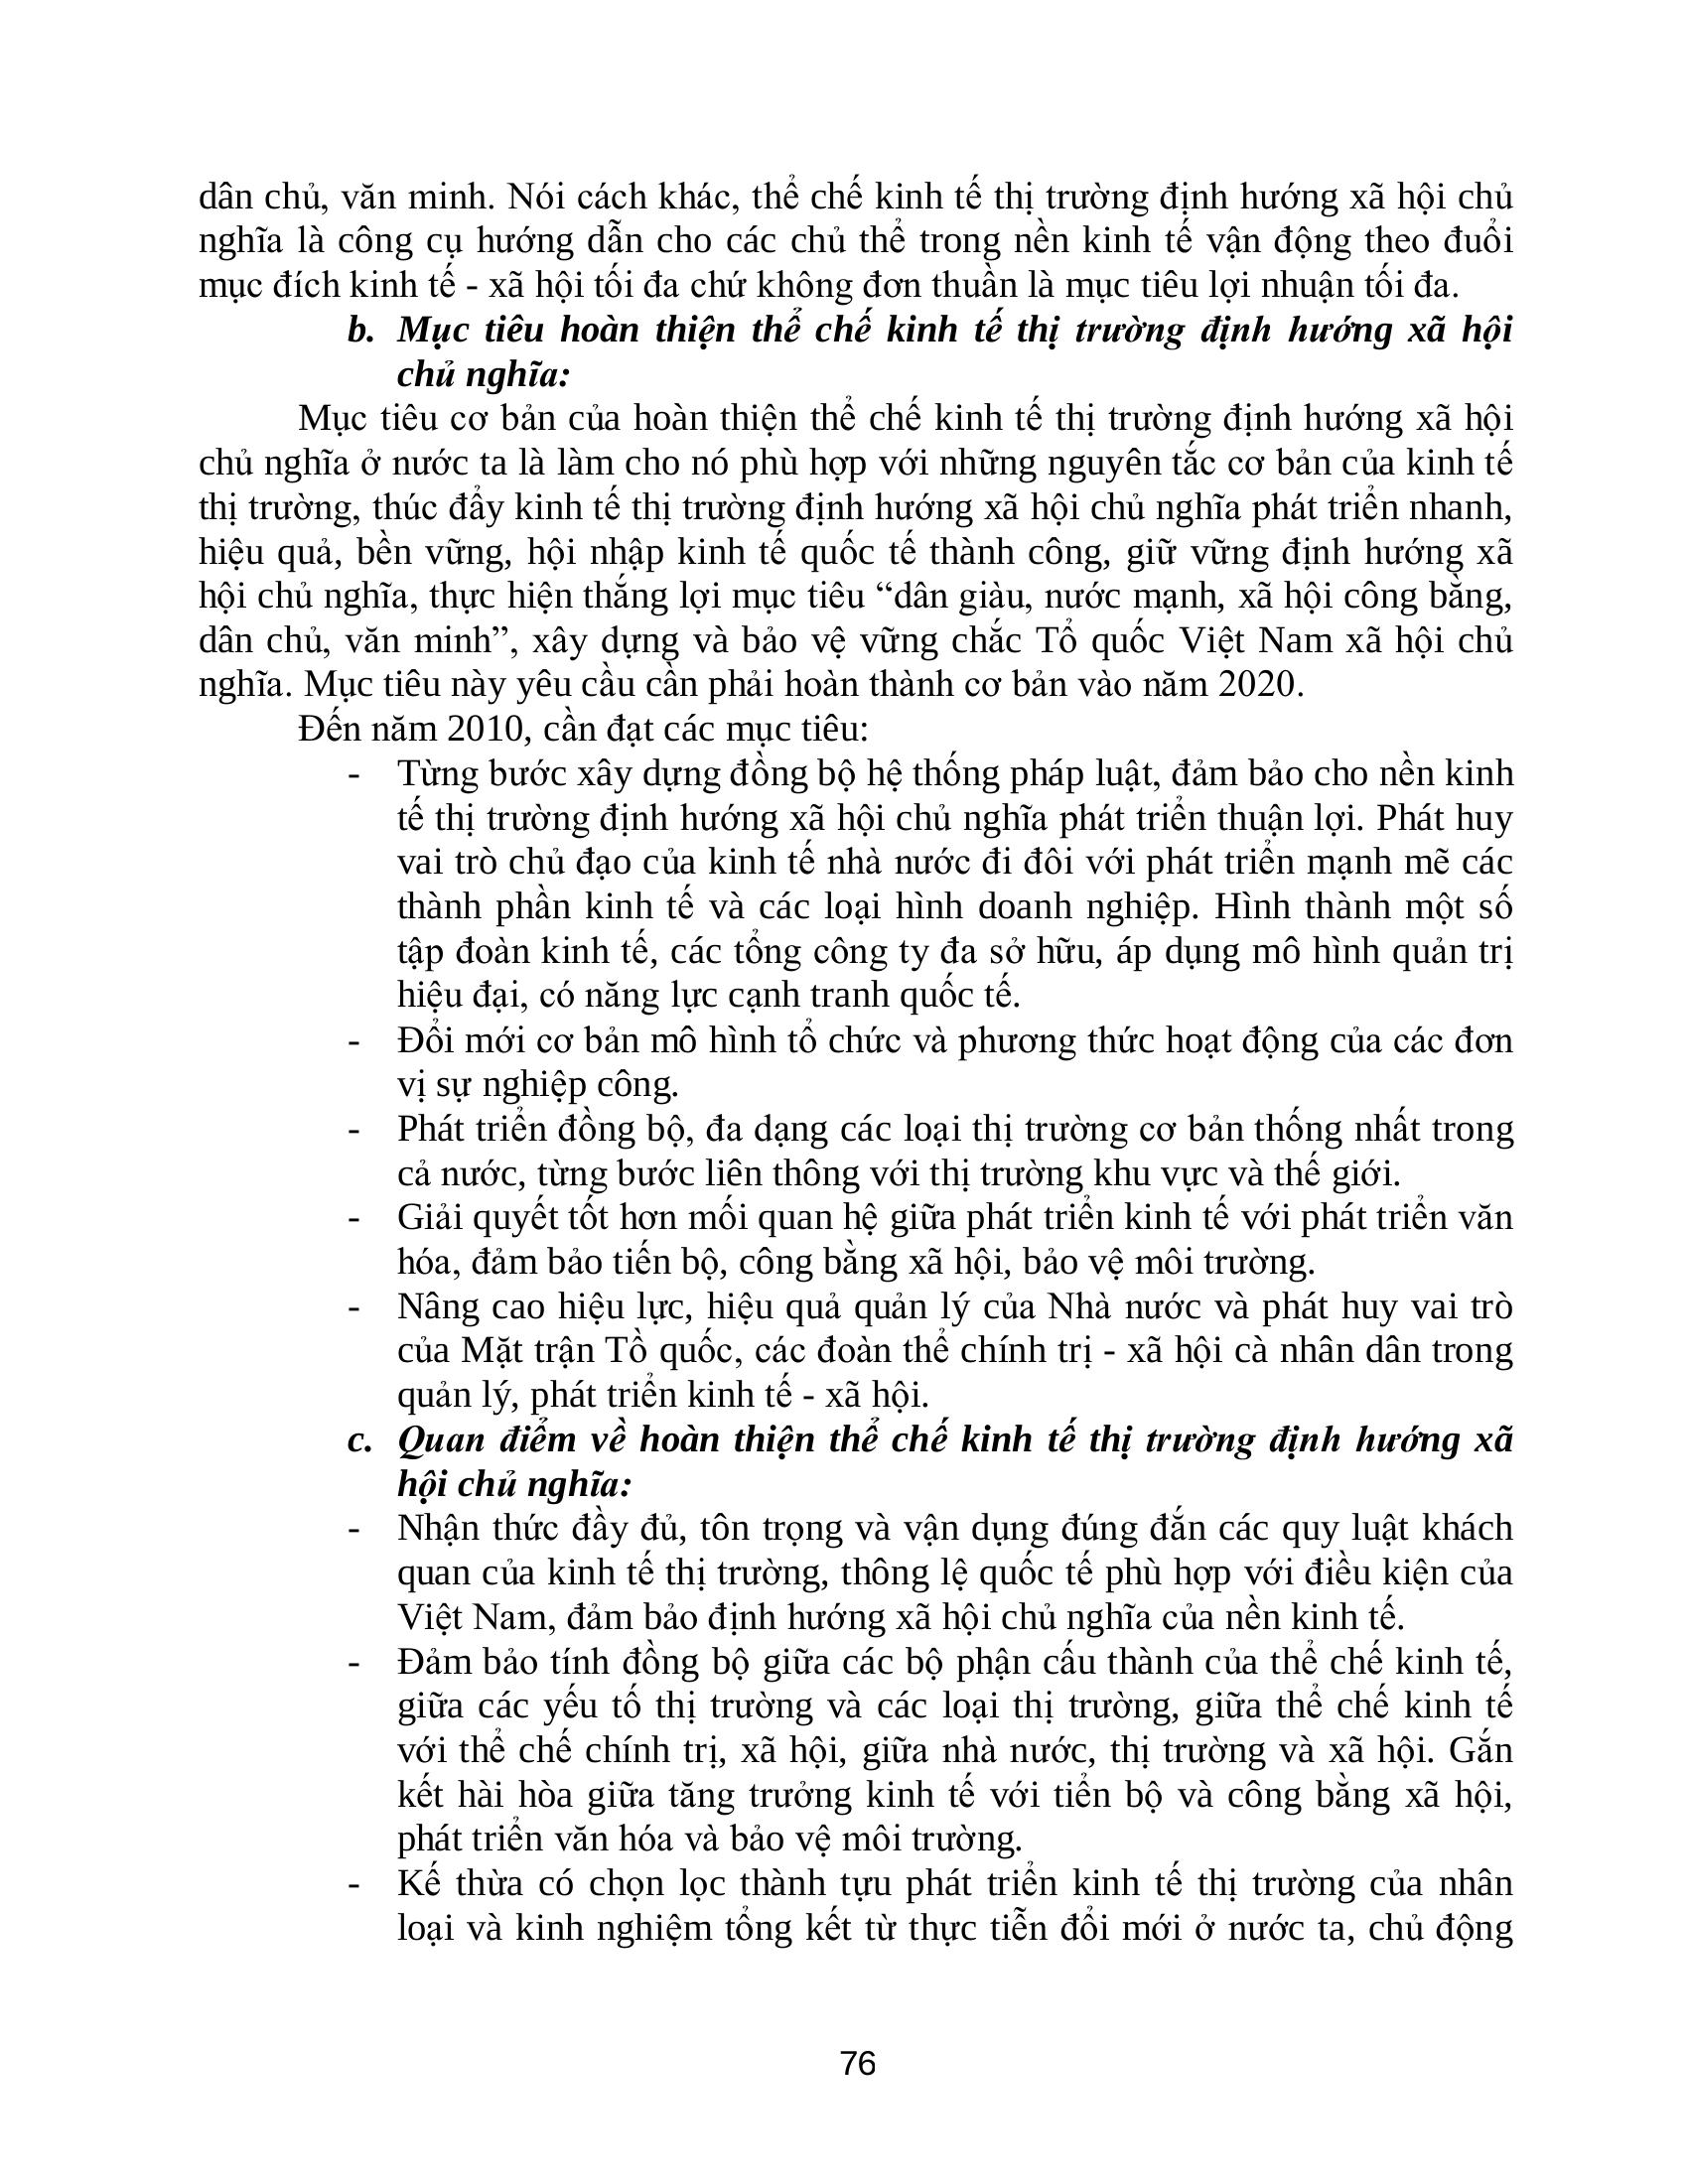 dân chủ, văn minh. Nói cách khác, thể chế kinh tế thị trường định hướng xã hội chủ
nghĩa là công cụ hướng dẫn cho các chủ thể trong nền kinh tế vận động theo đuổi
mục đích kinh tế - xã hội tối đa chứ không đơn thuần là mục tiêu lợi nhuận tối đa.
b. Mục tiêu hoàn thiện thể chế kinh tế thị trường định hướng xã hội
chủ nghĩa:
Mục tiêu cơ bản của hoàn thiện thể chế kinh tế thị trường định hướng xã hội
chủ nghĩa ở nước ta là làm cho nó phù hợp với những nguyên tắc cơ bản của kinh tế
thị trường, thúc đẩy kinh tế thị trường định hướng xã hội chủ nghĩa phát triển nhanh,
hiệu quả, bền vững, hội nhập kinh tế quốc tế thành công, giữ vững định hướng xã
hội chủ nghĩa, thực hiện thắng lợi mục tiêu “dân giàu, nước mạnh, xã hội công bằng,
dân chủ, văn minh”, xây dựng và bảo vệ vững chắc Tổ quốc Việt Nam xã hội chủ
nghĩa. Mục tiêu này yêu cầu cần phải hoàn thành cơ bản vào năm 2020.
Đến năm 2010, cần đạt các mục tiêu:
- Từng bước xây dựng đồng bộ hệ thống pháp luật, đảm bảo cho nền kinh
tế thị trường định hướng xã hội chủ nghĩa phát triển thuận lợi. Phát huy
vai trò chủ đạo của kinh tế nhà nước đi đôi với phát triển mạnh mẽ các
thành phần kinh tế và các loại hình doanh nghiệp. Hình thành một số
tập đoàn kinh tế, các tổng công ty đa sở hữu, áp dụng mô hình quản trị
hiệu đại, có năng lực cạnh tranh quốc tế.
- Đổi mới cơ bản mô hình tổ chức và phương thức hoạt động của các đơn
vị sự nghiệp công.
- Phát triển đồng bộ, đa dạng các loại thị trường cơ bản thống nhất trong
cả nước, từng bước liên thông với thị trường khu vực và thế giới.
- Giải quyết tốt hơn mối quan hệ giữa phát triển kinh tế với phát triển văn
hóa, đảm bảo tiến bộ, công bằng xã hội, bảo vệ môi trường.
- Nâng cao hiệu lực, hiệu quả quản lý của Nhà nước và phát huy vai trò
của Mặt trận Tồ quốc, các đoàn thể chính trị - xã hội cà nhân dân trong
quản lý, phát triển kinh tế - xã hội.
c. Quan điểm về hoàn thiện thể chế kinh tế thị trường định hướng xã
hội chủ nghĩa:
- Nhận thức đầy đủ, tôn trọng và vận dụng đúng đắn các quy luật khách
quan của kinh tế thị trường, thông lệ quốc tế phù hợp với điều kiện của
Việt Nam, đảm bảo định hướng xã hội chủ nghĩa của nền kinh tế.
- Đảm bảo tính đồng bộ giữa các bộ phận cấu thành của thể chế kinh tế,
giữa các yếu tố thị trường và các loại thị trường, giữa thể chế kinh tế
với thể chế chính trị, xã hội, giữa nhà nước, thị trường và xã hội. Gắn
kết hài hòa giữa tăng trưởng kinh tế với tiển bộ và công bằng xã hội,
phát triển văn hóa và bảo vệ môi trường.
- Kế thừa có chọn lọc thành tựu phát triển kinh tế thị trường của nhân
loại và kinh nghiệm tổng kết từ thực tiễn đổi mới ở nước ta, chủ động
76